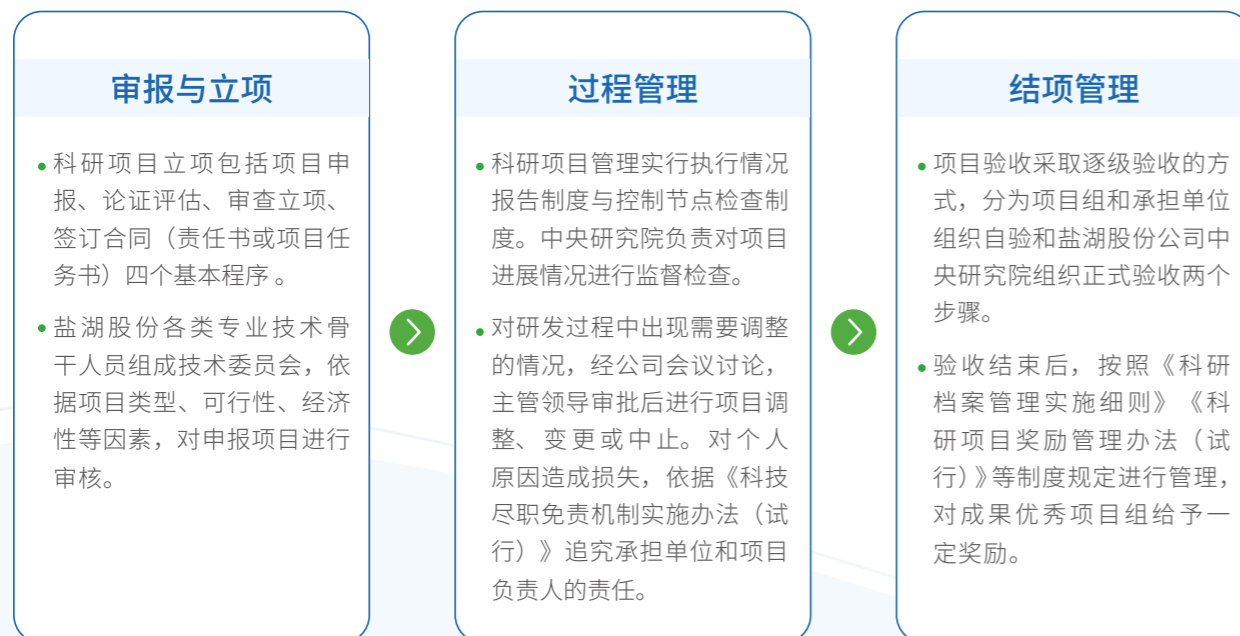 审报与立项
科研项目立项包括项目申
报、论证评估、审查立项、
签订合同（责任书或项目任
务书）四个基本程序 。
盐湖股份各类专业技术骨
干人员组成技术委员会，依
据项目类型、可行性、经济
性等因素，对申报项目进行
审核。
过程管理
科研项目管理实行执行情况
报告制度与控制节点检查制
度。中央研究院负责对项目
进展情况进行监督检查。
对研发过程中出现需要调整
的情况，经公司会议讨论，
主管领导审批后进行项目调
整、变更或中止。对个人
原因造成损失，依据《科技
尽职免责机制实施办法（试
行）》追究承担单位和项目
负责人的责任。
结项管理
项目验收采取逐级验收的方
式，分为项目组和承担单位
组织自验和盐湖股份公司中
央研究院组织正式验收两个
步骤。
验收结束后，按照《科研
档案管理实施细则》《科
研项目奖励管理办法（试
行）》等制度规定进行管理，
对成果优秀项目组给予一
定奖励。